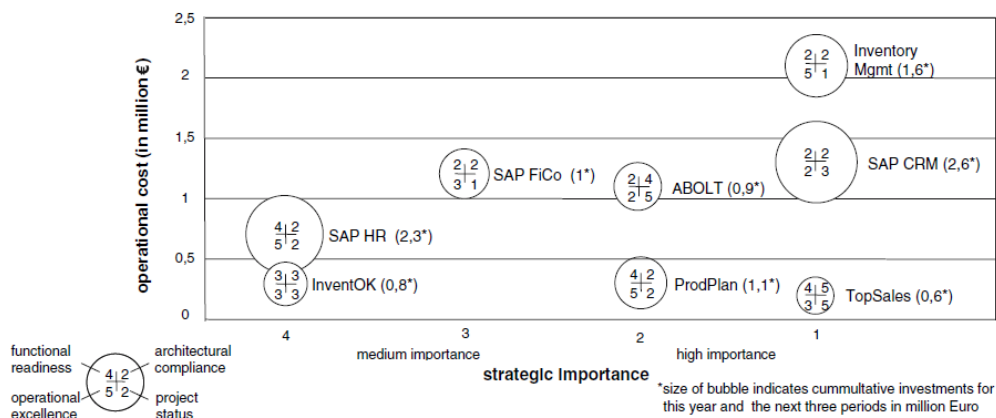 operational cost (in million €)
2,5
2
1,5
1
0,5
0
2 2
5 1
Inventory
Mgmt (1,6*)
2 2
2 3
SAP CRM (2,6*)
2 2
3 1
SAP FiCo (1*)
2 4
2 5
ABOLT (0,9*)
4 2
5 2
SAP HR (2,3*)
3 3
3 3
InventOK (0,8*)
4 2
5 2
ProdPlan (1,1*)
4 5
3 5
TopSales (0,6*)
4
3
2
1
medium importance
high importance
strategic importance
functional
readiness
architectural
compliance
4 2
5 2
operational
excellence
project
status
*size of bubble indicates cummultative investments for
this year and the next three periods in million Euro